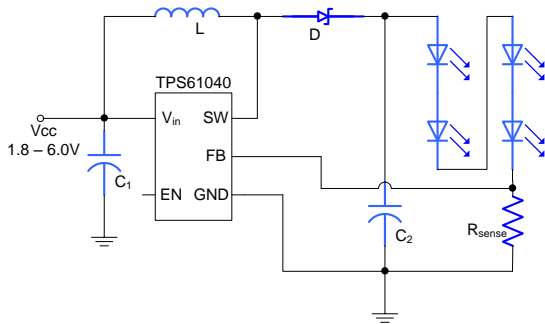 L
D
TPS61040
Vin
SW
Vcc
1.8 – 6.0V
FB
C1
EN
GND
C2
Rsense